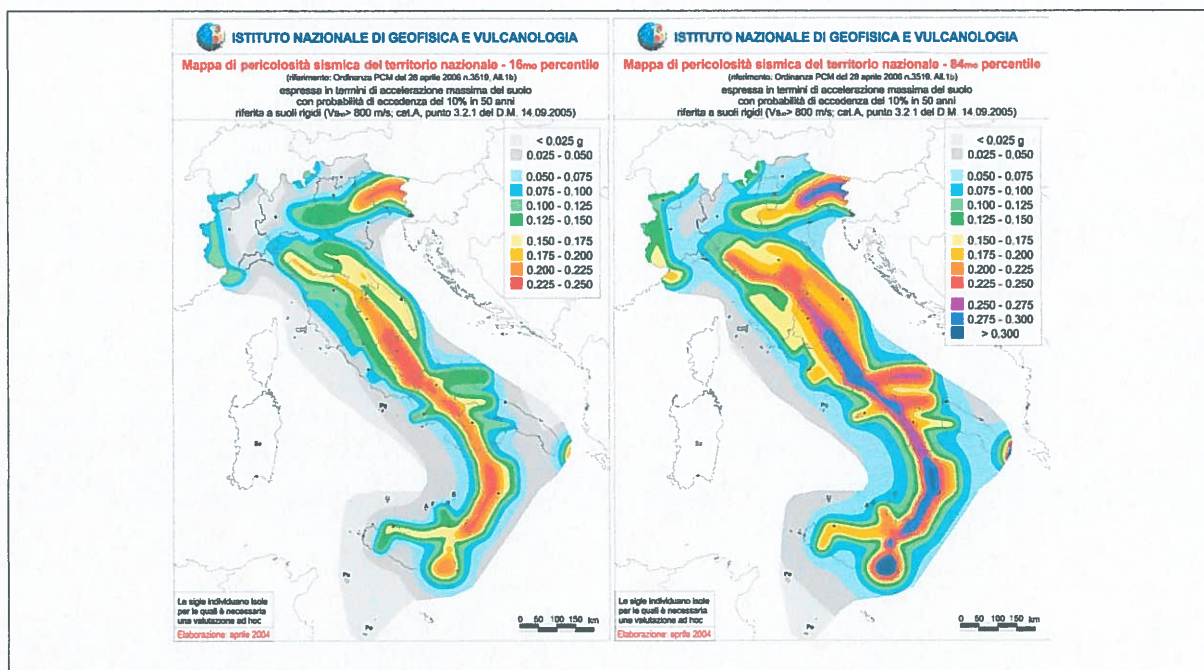 ISTITUTO NAZIONALE DI GEOFISICA E VULCANOLOGIA
Mappa di pericolosità sismica del territorio nazionale - 16mo percentile
(riferimento: Ordinanza PCM del 28 aprile 2006 n.3519, All.1b)
espressa in termini di accelerazione massima del suolo
con probabilità di eccedenza del 10% in 50 anni
riferita a suoli rigidi (Vs₃₀> 800 m/s; cat.A, punto 3.2.1 del D.M. 14.09.2005)
< 0.025 g
0.025 - 0.050
0.050 - 0.075
0.075 - 0.100
0.100 - 0.125
0.125 - 0.150
0.150 - 0.175
0.175 - 0.200
0.200 - 0.225
0.225 - 0.250
U
A
F
B
Pe
Le sigle individuano isole
per le quali è necessaria
una valutazione ad hoc
Elaborazione: aprile 2004
0 50 100 150 km
ISTITUTO NAZIONALE DI GEOFISICA E VULCANOLOGIA
Mappa di pericolosità sismica del territorio nazionale - 84mo percentile
(riferimento: Ordinanza PCM del 28 aprile 2006 n.3519, All.1b)
espressa in termini di accelerazione massima del suolo
con probabilità di eccedenza del 10% in 50 anni
riferita a suoli rigidi (Vs₃₀> 800 m/s; cat.A, punto 3.2.1 del D.M. 14.09.2005)
< 0.025 g
0.025 - 0.050
0.050 - 0.075
0.075 - 0.100
0.100 - 0.125
0.125 - 0.150
0.150 - 0.175
0.175 - 0.200
0.200 - 0.225
0.225 - 0.250
0.250 - 0.275
0.275 - 0.300
> 0.300
Pe
Le sigle individuano isole
per le quali è necessaria
una valutazione ad hoc
Elaborazione: aprile 2004
0 50 100 150 km